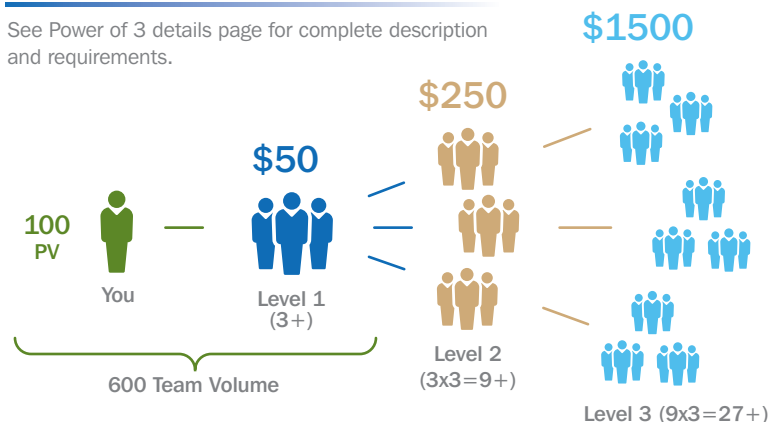 See Power of 3 details page for complete description
and requirements.
$1500
$250
$50
100
PV
You
Level 1
(3+)
600 Team Volume
Level 2
(3x3=9+)
Level 3 (9x3=27+)